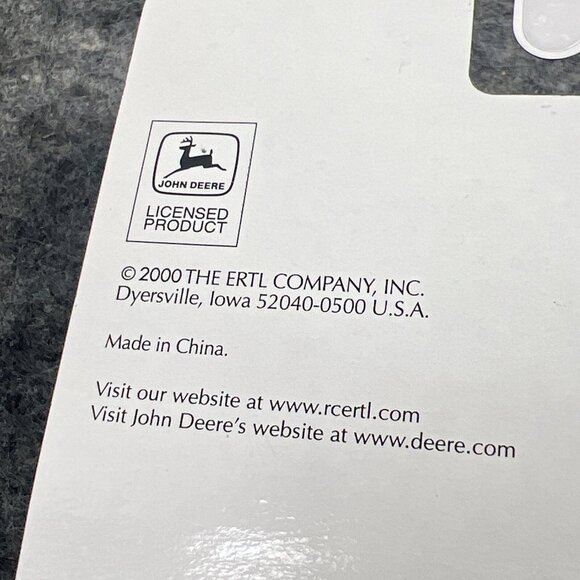 JOHN DEERE
LICENSED
PRODUCT
© 2000 THE ERTL COMPANY, INC.
Dyersville, Iowa 52040-0500 U.S.A.
Made in China.
Visit our website at www.rcertl.com
Visit John Deere's website at www.deere.com